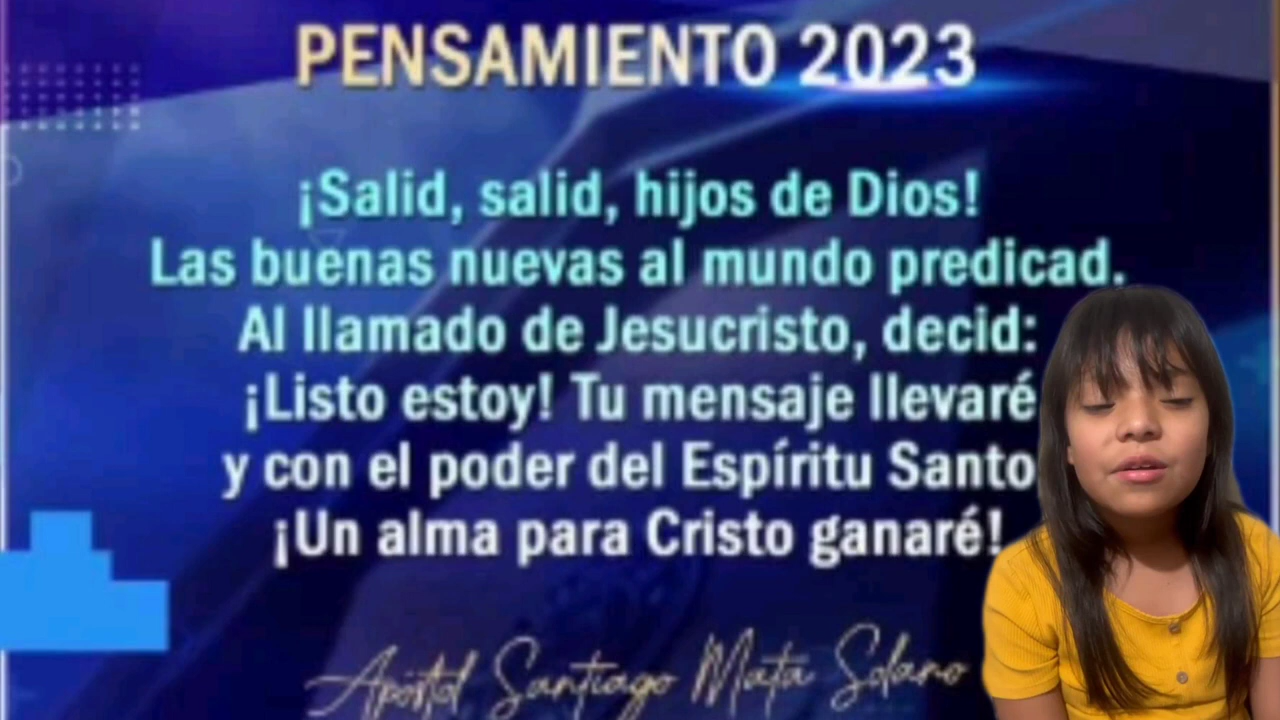 PENSAMIENTO 2023
¡Salid, salid, hijos de Dios!
Las buenas nuevas al mundo predicad.
Al llamado de Jesucristo, decid:
¡Listo estoy! Tu mensaje llevaré
y con el poder del Espíritu Santo
¡Un alma para Cristo ganaré!
Apóstol Santiago Mata Solano